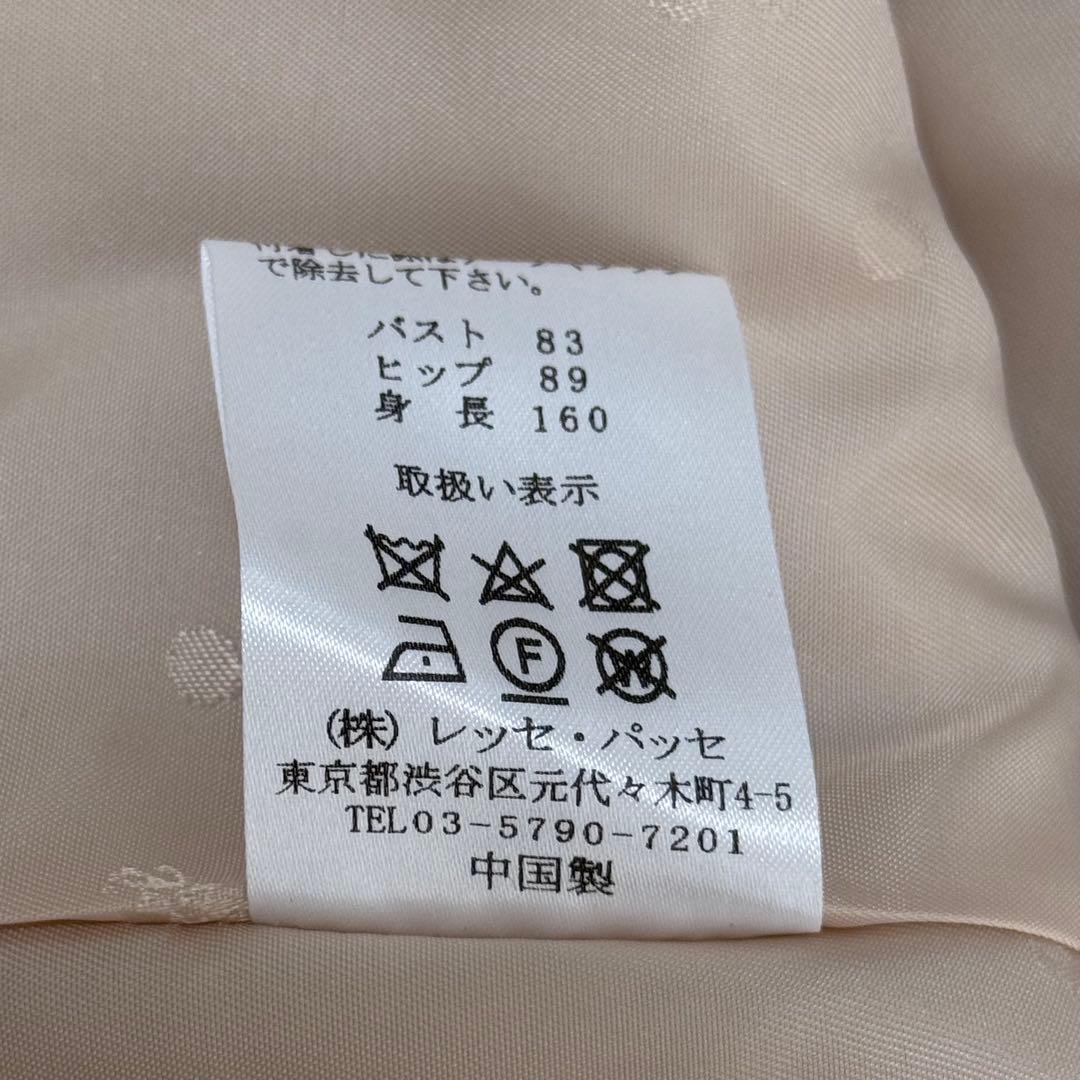 で除去して下さい。
バスト 83
ヒップ 89
身 長 160
取扱い表示
F
W
(株) レッセ・パッセ
東京都渋谷区元代々木町4-5
TEL03-5790-7201
中国製